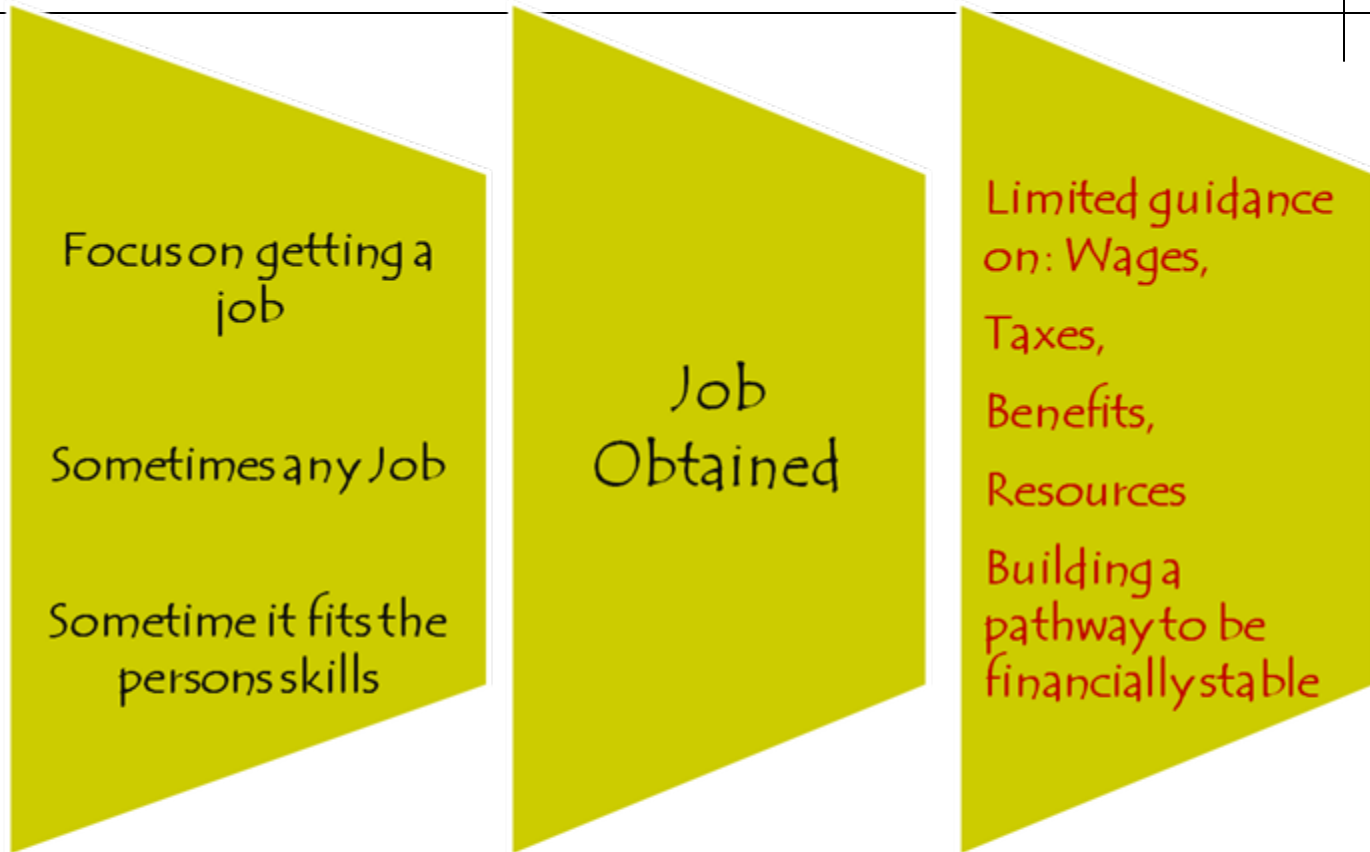 Focus on getting a
job
Sometimes any Job
Sometime it fits the
persons skills
Job
Obtained
Limited guidance
on: Wages,
Taxes,
Benefits,
Resources
Building a
pathway to be
financially stable